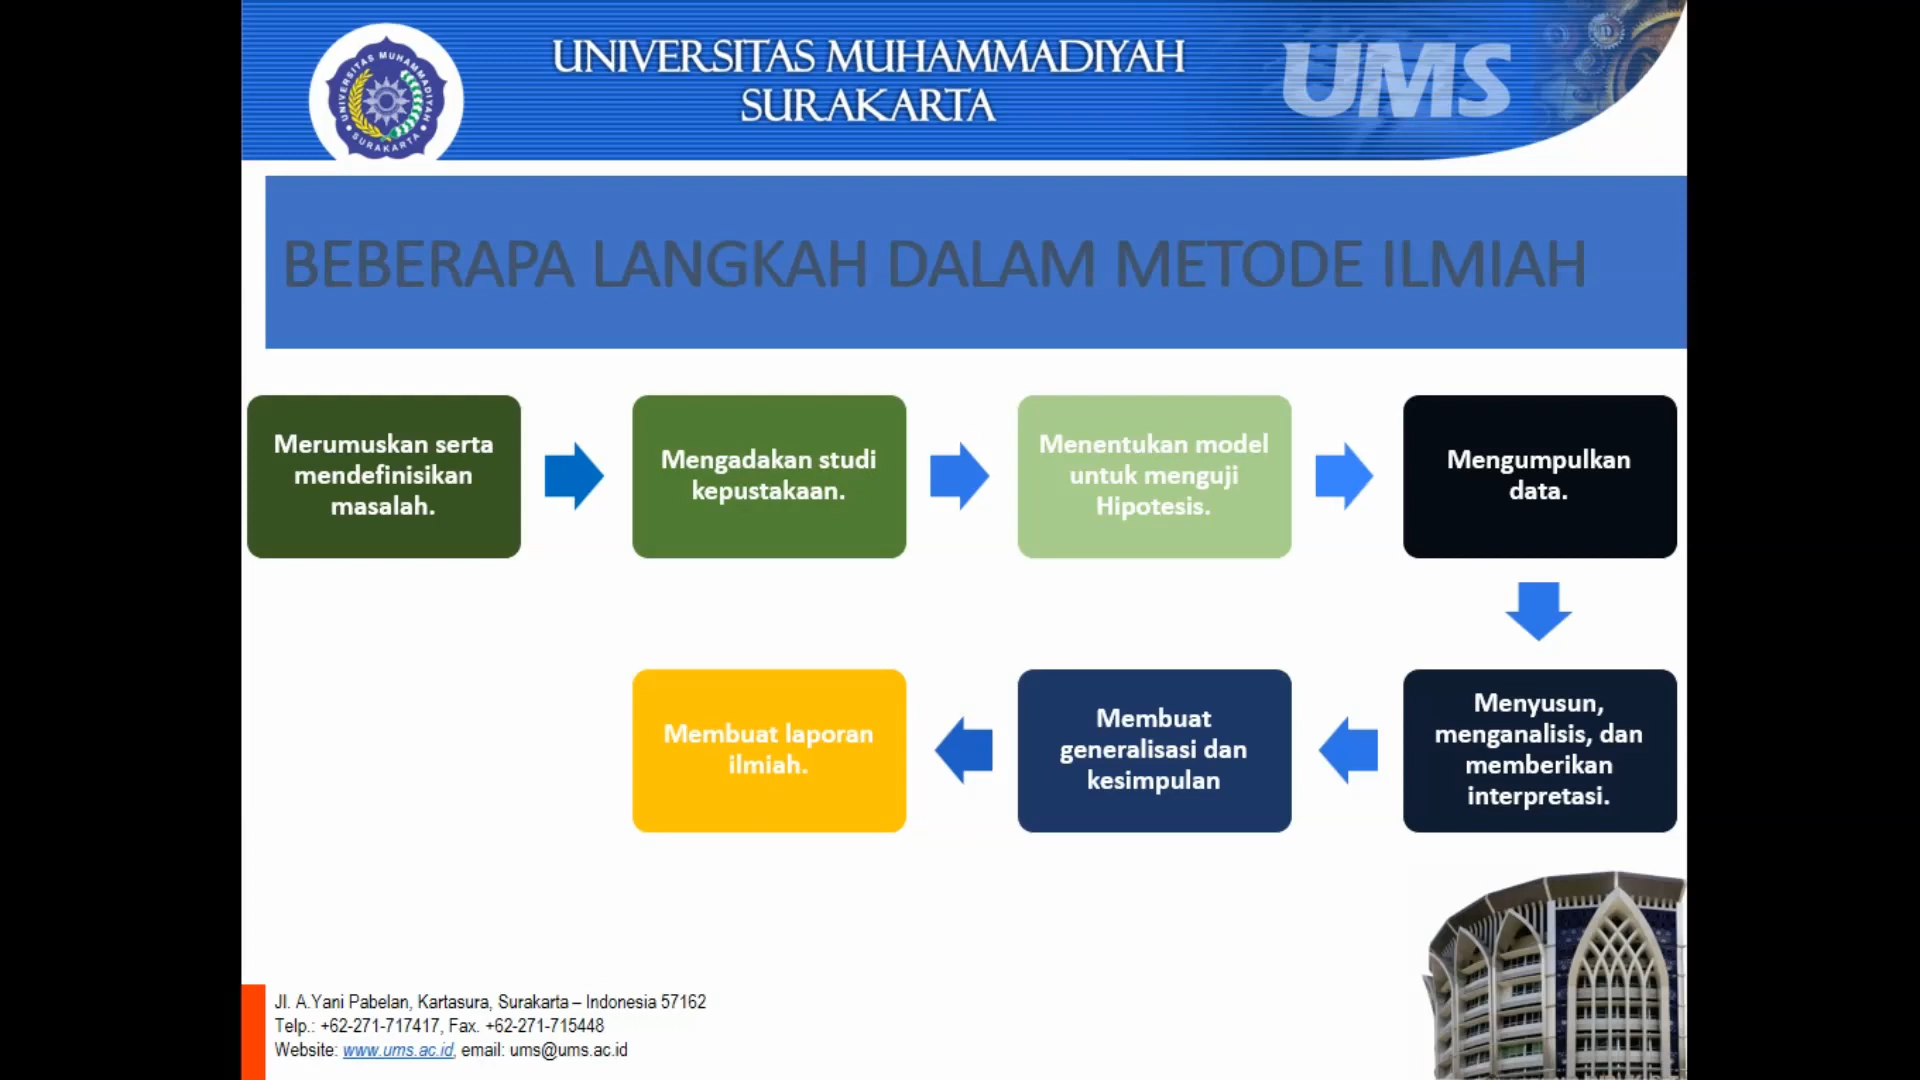 UNIVERSITAS MUHAMMADIYAH
SURAKARTA
UMS
UNIVERSITAS MUHAMMADIYAH
SURAKARTA
BEBERAPA LANGKAH DALAM METODE ILMIAH
Merumuskan serta
mendefinisikan
masalah.
Mengadakan studi
kepustakaan.
Menentukan model
untuk menguji
Hipotesis.
Mengumpulkan
data.
Menyusun,
menganalisis, dan
memberikan
interpretasi.
Membuat
generalisasi dan
kesimpulan
Membuat laporan
ilmiah.
Jl. A.Yani Pabelan, Kartasura, Surakarta – Indonesia 57162
Telp.: +62-271-717417, Fax. +62-271-715448
Website: www.ums.ac.id, email: ums@ums.ac.id